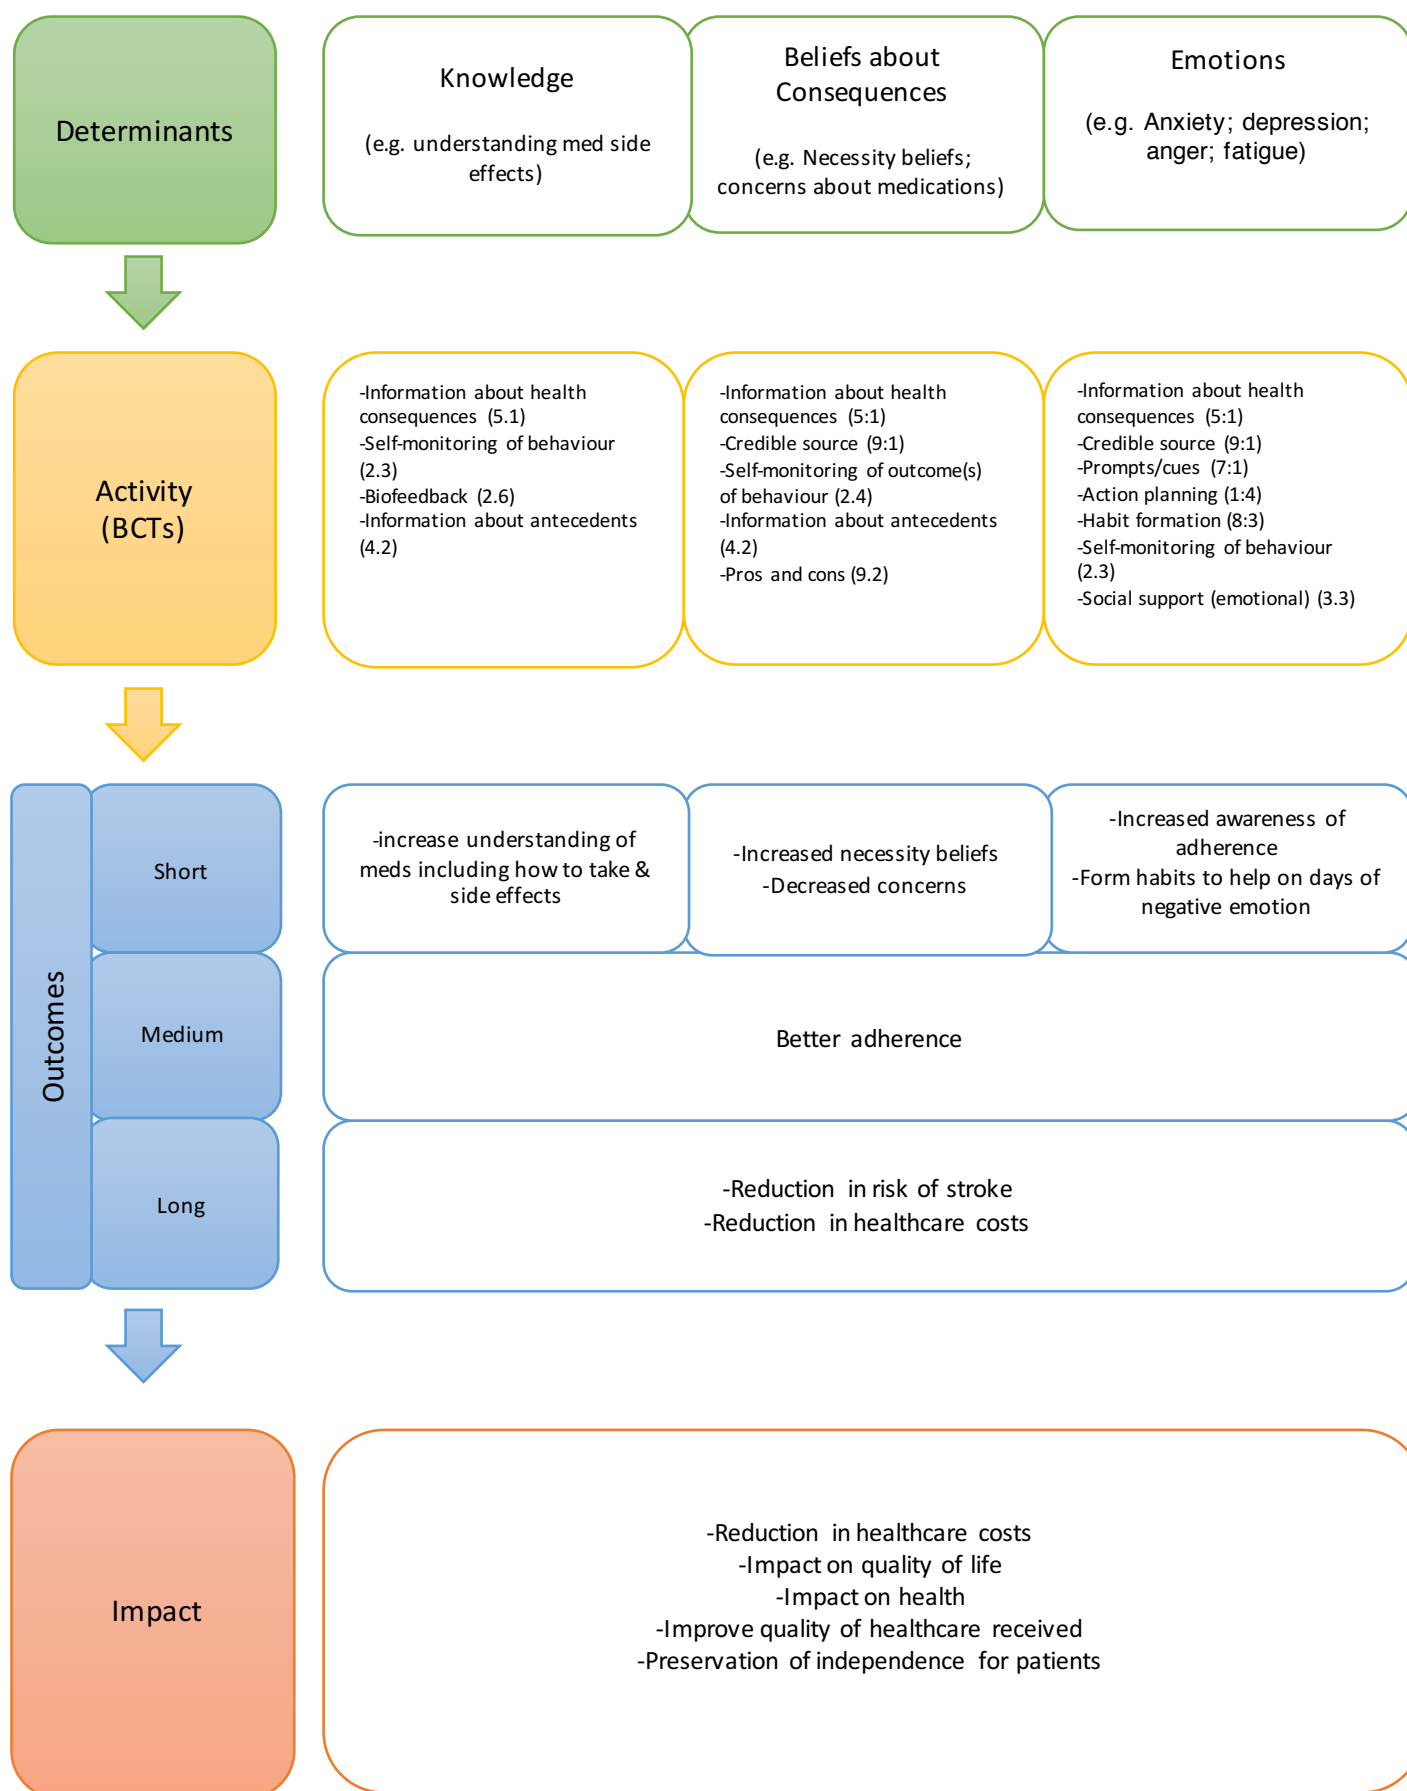 Determinants
Knowledge
(e.g. understanding med side
effects)
Beliefs about
Consequences
(e.g. Necessity beliefs;
concerns about medications)
Emotions
(e.g. Anxiety; depression;
anger; fatigue)
Activity
(BCTs)
-Information about health
consequences (5.1)
-Self-monitoring of behaviour
(2.3)
-Biofeedback (2.6)
-Information about antecedents
(4.2)
-Information about health
consequences (5:1)
-Credible source (9:1)
-Self-monitoring of outcome(s)
of behaviour (2.4)
-Information about antecedents
(4.2)
-Pros and cons (9.2)
-Information about health
consequences (5:1)
-Credible source (9:1)
-Prompts/cues (7:1)
-Action planning (1:4)
-Habit formation (8:3)
-Self-monitoring of behaviour
(2.3)
-Social support (emotional) (3.3)
Outcomes
Short
-increase understanding of
meds including how to take &
side effects
-Increased necessity beliefs
-Decreased concerns
-Increased awareness of
adherence
-Form habits to help on days of
negative emotion
Medium
Better adherence
Long
-Reduction in risk of stroke
-Reduction in healthcare costs
Impact
-Reduction in healthcare costs
-Impact on quality of life
-Impact on health
-Improve quality of healthcare received
-Preservation of independence for patients